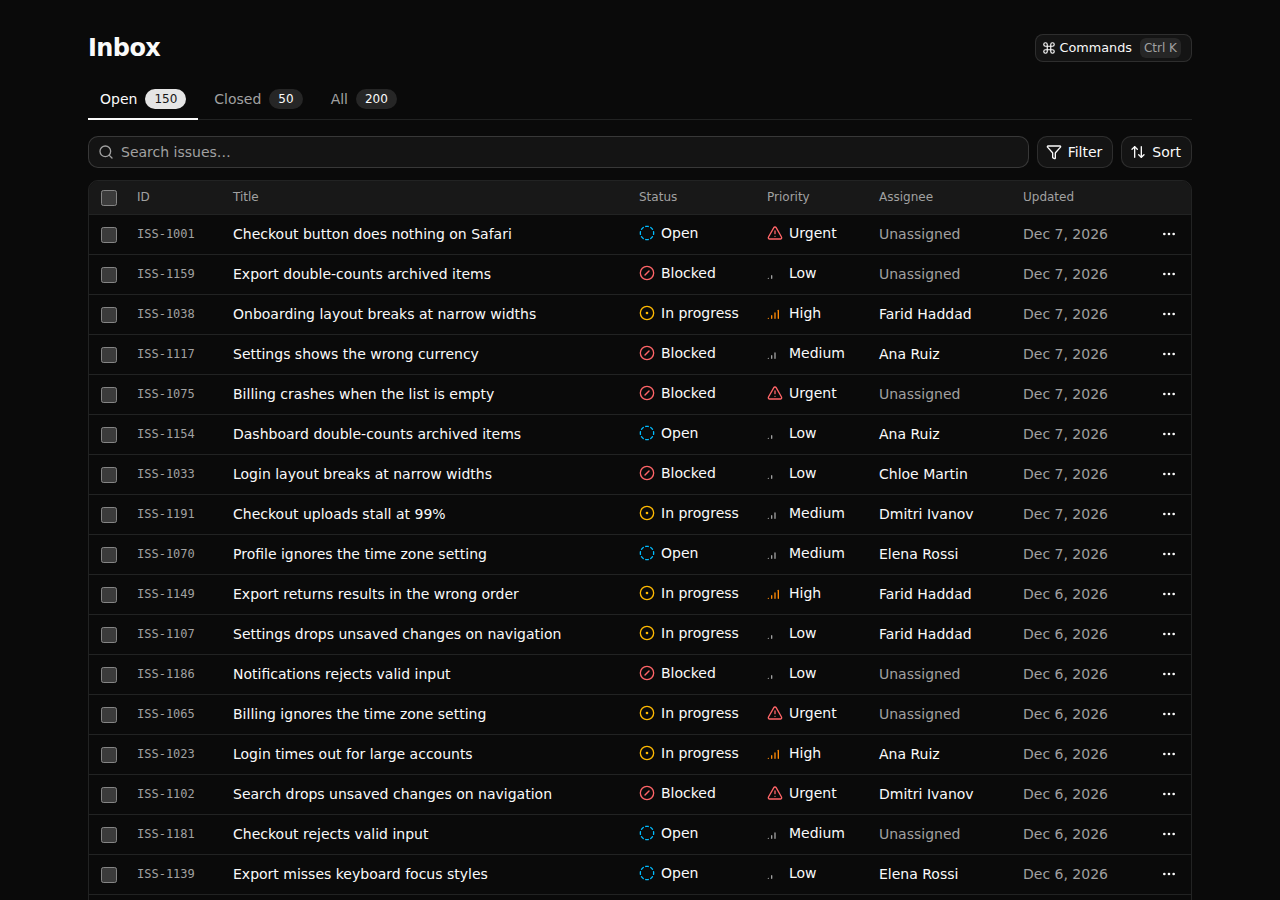 Inbox
Commands Ctrl K
Open 150 Closed 50 All 200
Search issues...
Filter
Sort
ID Title Status Priority Assignee Updated
ISS-1001 Checkout button does nothing on Safari Open Urgent Unassigned Dec 7, 2026
ISS-1159 Export double-counts archived items Blocked Low Unassigned Dec 7, 2026
ISS-1038 Onboarding layout breaks at narrow widths In progress High Farid Haddad Dec 7, 2026
ISS-1117 Settings shows the wrong currency Blocked Medium Ana Ruiz Dec 7, 2026
ISS-1075 Billing crashes when the list is empty Blocked Urgent Unassigned Dec 7, 2026
ISS-1154 Dashboard double-counts archived items Open Low Ana Ruiz Dec 7, 2026
ISS-1033 Login layout breaks at narrow widths Blocked Low Chloe Martin Dec 7, 2026
ISS-1191 Checkout uploads stall at 99% In progress Medium Dmitri Ivanov Dec 7, 2026
ISS-1070 Profile ignores the time zone setting Open Medium Elena Rossi Dec 7, 2026
ISS-1149 Export returns results in the wrong order In progress High Farid Haddad Dec 6, 2026
ISS-1107 Settings drops unsaved changes on navigation In progress Low Farid Haddad Dec 6, 2026
ISS-1186 Notifications rejects valid input Blocked Low Unassigned Dec 6, 2026
ISS-1065 Billing ignores the time zone setting In progress Urgent Unassigned Dec 6, 2026
ISS-1023 Login times out for large accounts In progress High Ana Ruiz Dec 6, 2026
ISS-1102 Search drops unsaved changes on navigation Blocked Urgent Dmitri Ivanov Dec 6, 2026
ISS-1181 Checkout rejects valid input Open Medium Unassigned Dec 6, 2026
ISS-1139 Export misses keyboard focus styles Open Low Elena Rossi Dec 6, 2026